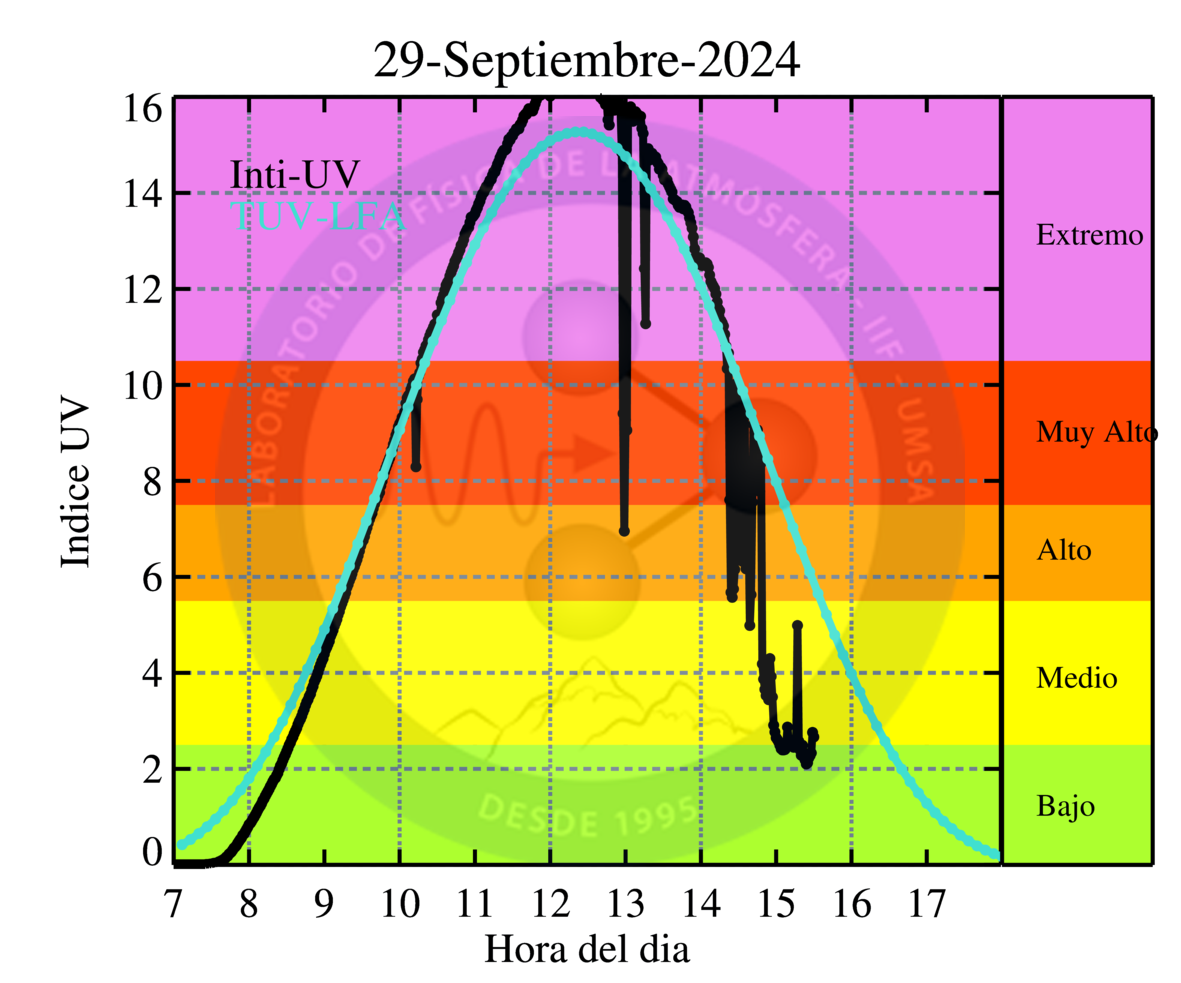 29-Septiembre-2024
Inti-UV
TUV-LFA
LABORATORIO DE FÍSICA DE LA ATMÓSFERA - IIF - UMSA
DESDE 1995
Indice UV
16
14
12
10
8
6
4
2
0
Extremo
Muy Alto
Alto
Medio
Bajo
7 8 9 10 11 12 13 14 15 16 17
Hora del dia